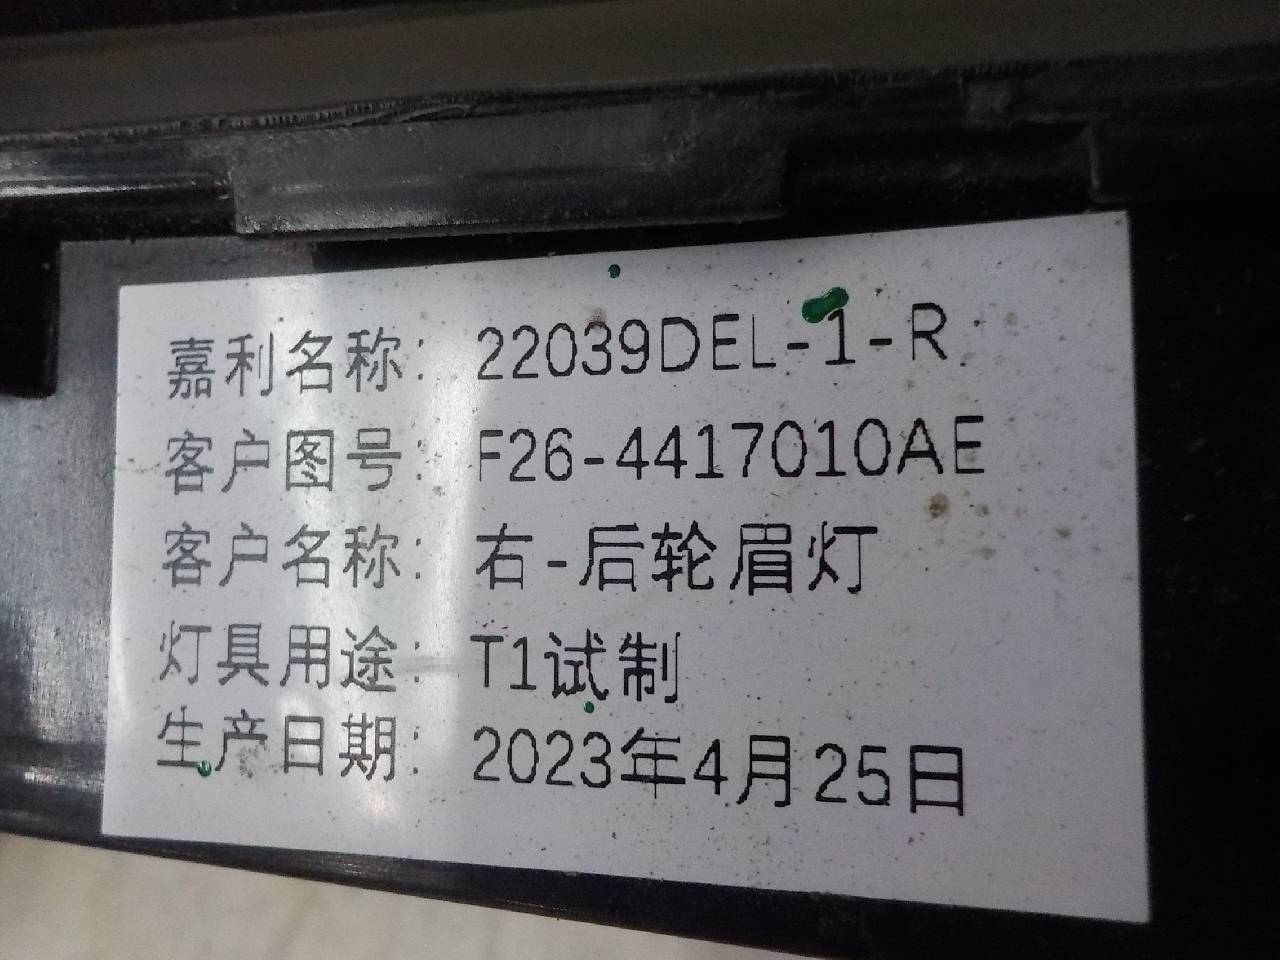 嘉利名称：22039DEL-1-R
客户图号：F26-4417010AE
客户名称：右-后轮眉灯
灯具用途：T1试制
生产日期：2023年4月25日